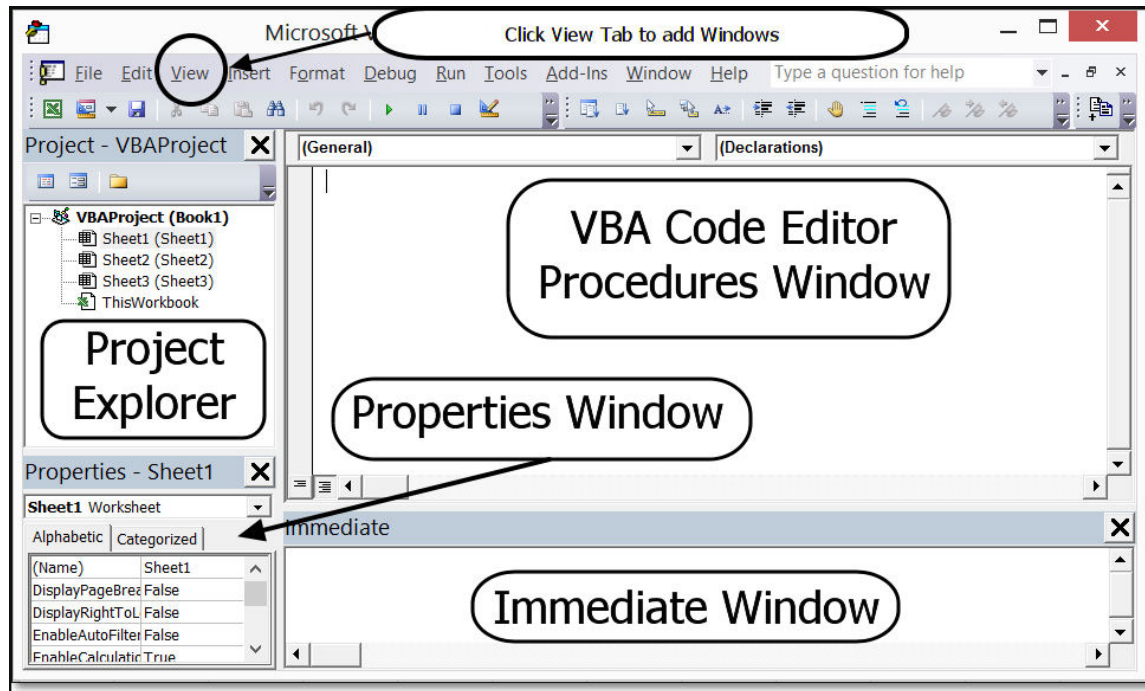 Microsoft V
Click View Tab to add Windows
File Edit View Insert Format Debug Run Tools Add-Ins Window Help Type a question for help
Project - VBAProject
(General) (Declarations)
VBAProject (Book1)
Sheet1 (Sheet1)
Sheet2 (Sheet2)
Sheet3 (Sheet3)
ThisWorkbook
VBA Code Editor
Procedures Window
Project
Explorer
Properties Window
Properties - Sheet1
Sheet1 Worksheet
Alphabetic Categorized
(Name) Sheet1
DisplayPageBrea False
DisplayRightToL False
EnableAutoFilter False
EnableCalculatic True
Immediate
Immediate Window